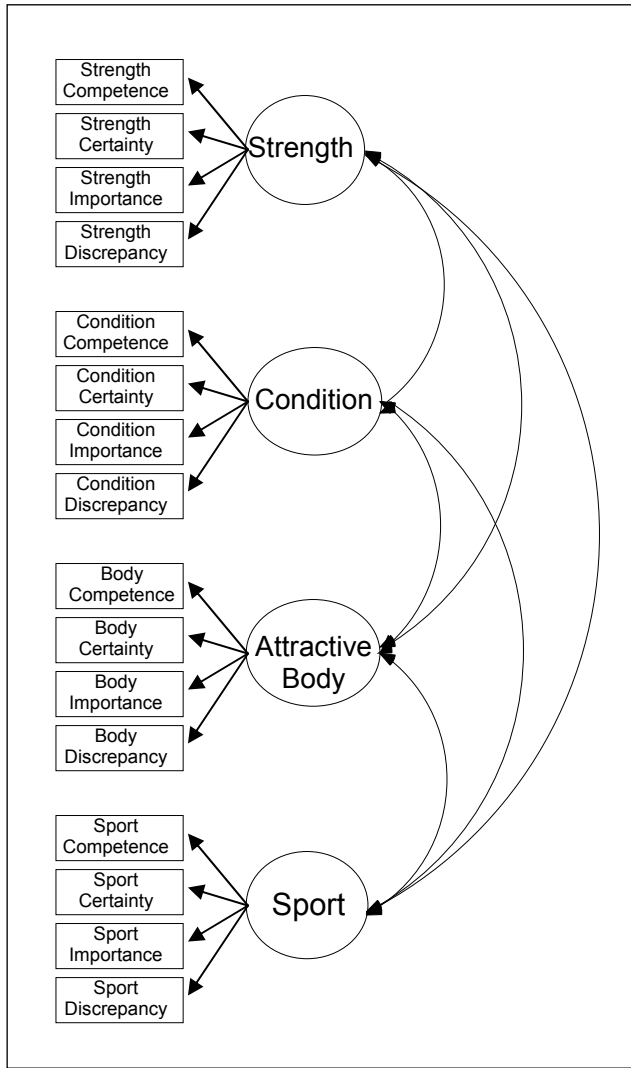 Strength
Competence
Strength
Certainty
Strength
Importance
Strength
Discrepancy
Strength
Condition
Competence
Condition
Certainty
Condition
Importance
Condition
Discrepancy
Condition
Body
Competence
Body
Certainty
Body
Importance
Body
Discrepancy
Attractive
Body
Sport
Competence
Sport
Certainty
Sport
Importance
Sport
Discrepancy
Sport